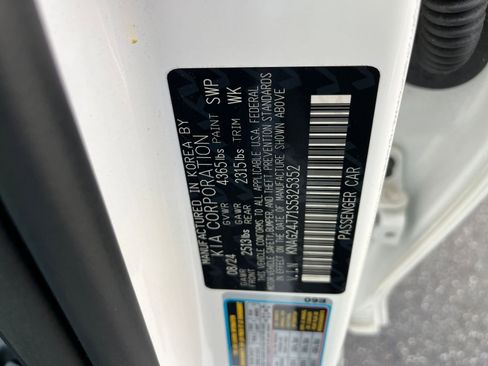 MANUFACTURED IN KOREA BY
KIA CORPORATION
08/24 GVWR 4365lbs PAINT SWP
GAWR FRONT 2513lbs GAWR REAR 2315lbs TRIM WK
THIS VEHICLE CONFORMS TO ALL APPLICABLE U.S.A FEDERAL
MOTOR VEHICLE SAFETY, BUMPER, AND THEFT PREVENTION STANDARDS
IN EFFECT ON THE DATE OF MANUFACTURE SHOWN ABOVE
V.I.N KNAG24J71S5325352
PASSENGER CAR
E60